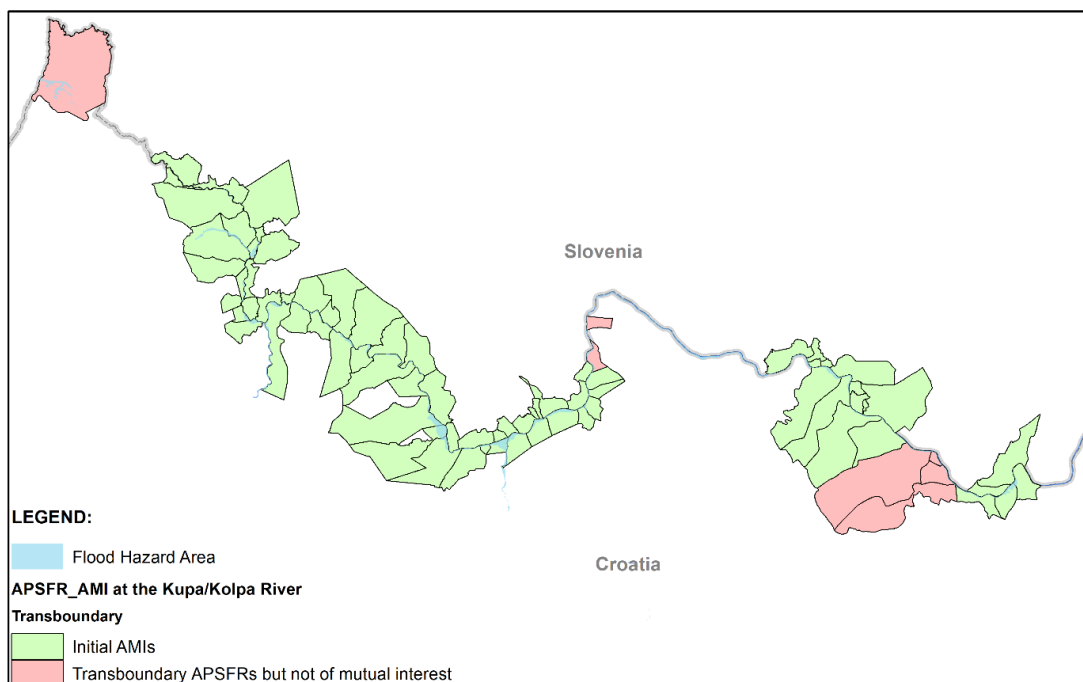 Slovenia
Croatia
LEGEND:
Flood Hazard Area
APSFR_AMI at the Kupa/Kolpa River
Transboundary
Initial AMIs
Transboundary APSFRs but not of mutual interest